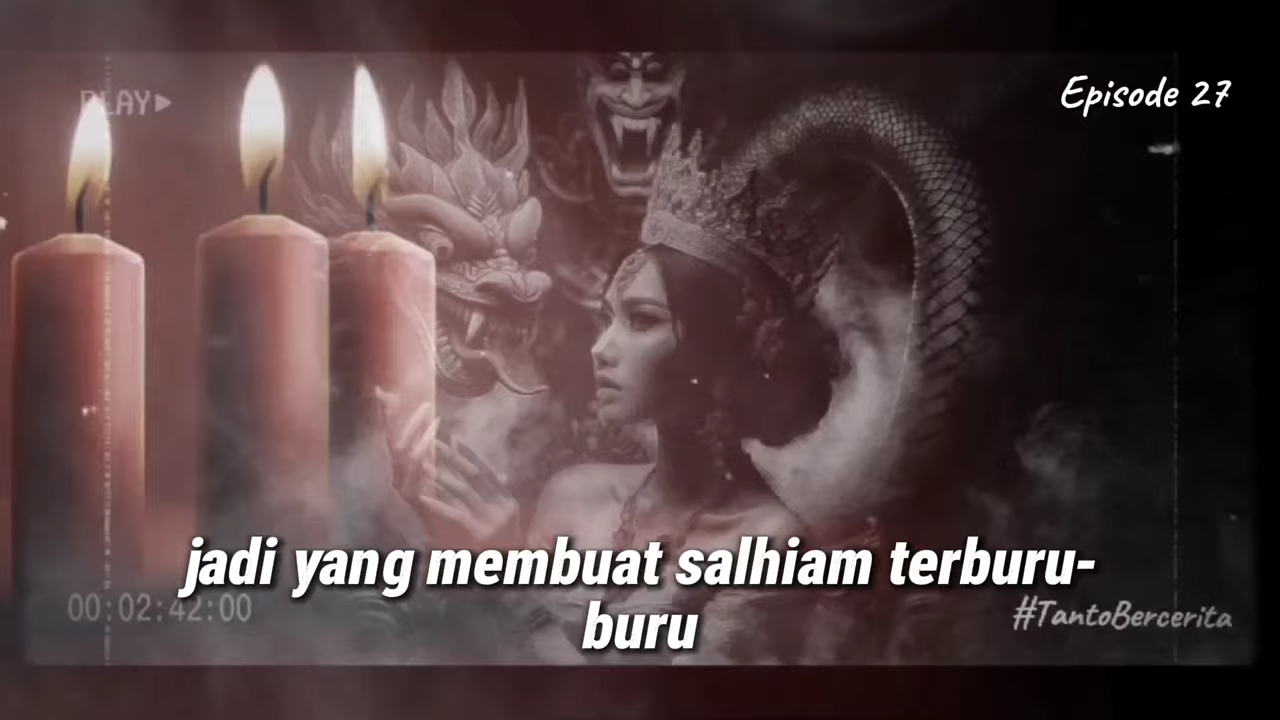 PLAY
Episode 27
jadi yang membuat salhiam terburu-
buru
00:02:42:00
#TantoBercerita